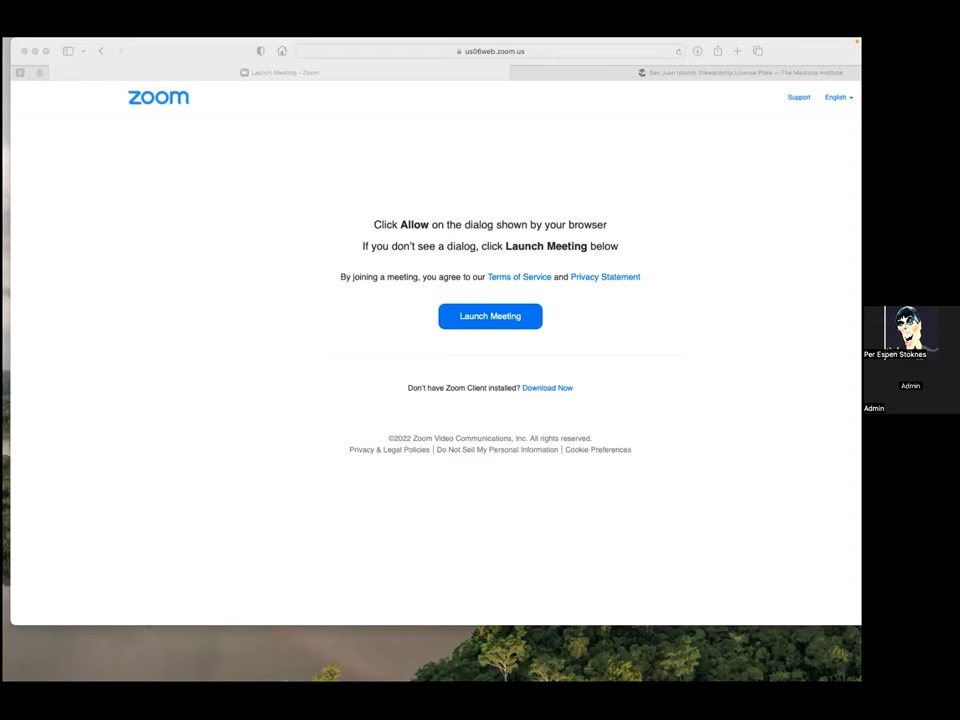 us06web.zoom.us
Launch Meeting - Zoom
San Juan Islands Stewardship License Plate — The Madrona Institute
zoom
Support
English
Click Allow on the dialog shown by your browser
If you don't see a dialog, click Launch Meeting below
By joining a meeting, you agree to our Terms of Service and Privacy Statement
Launch Meeting
Per Espen Stoknes
Admin
Don't have Zoom Client installed? Download Now
Admin
©2022 Zoom Video Communications, Inc. All rights reserved.
Privacy & Legal Policies | Do Not Sell My Personal Information | Cookie Preferences